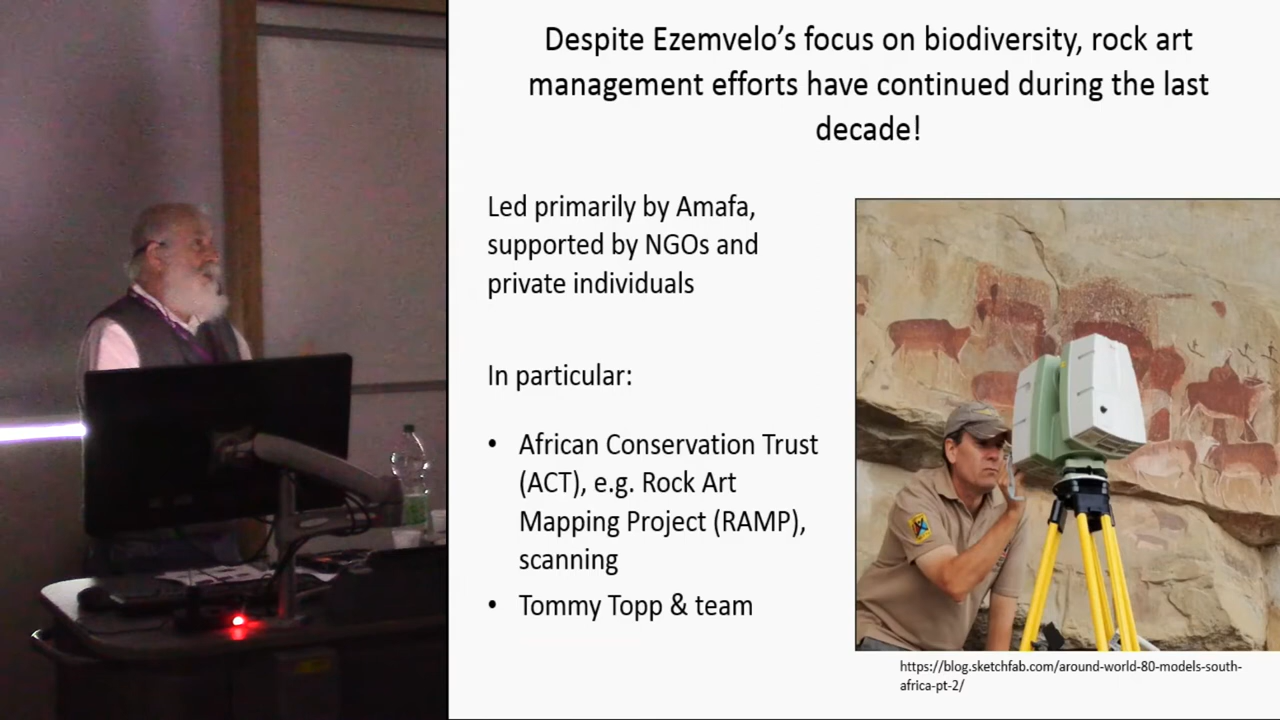 Despite Ezemvelo’s focus on biodiversity, rock art
management efforts have continued during the last
decade!
Led primarily by Amafa,
supported by NGOs and
private individuals
In particular:
• African Conservation Trust
(ACT), e.g. Rock Art
Mapping Project (RAMP),
scanning
• Tommy Topp & team
https://blog.sketchfab.com/around-world-80-models-south-
africa-pt-2/